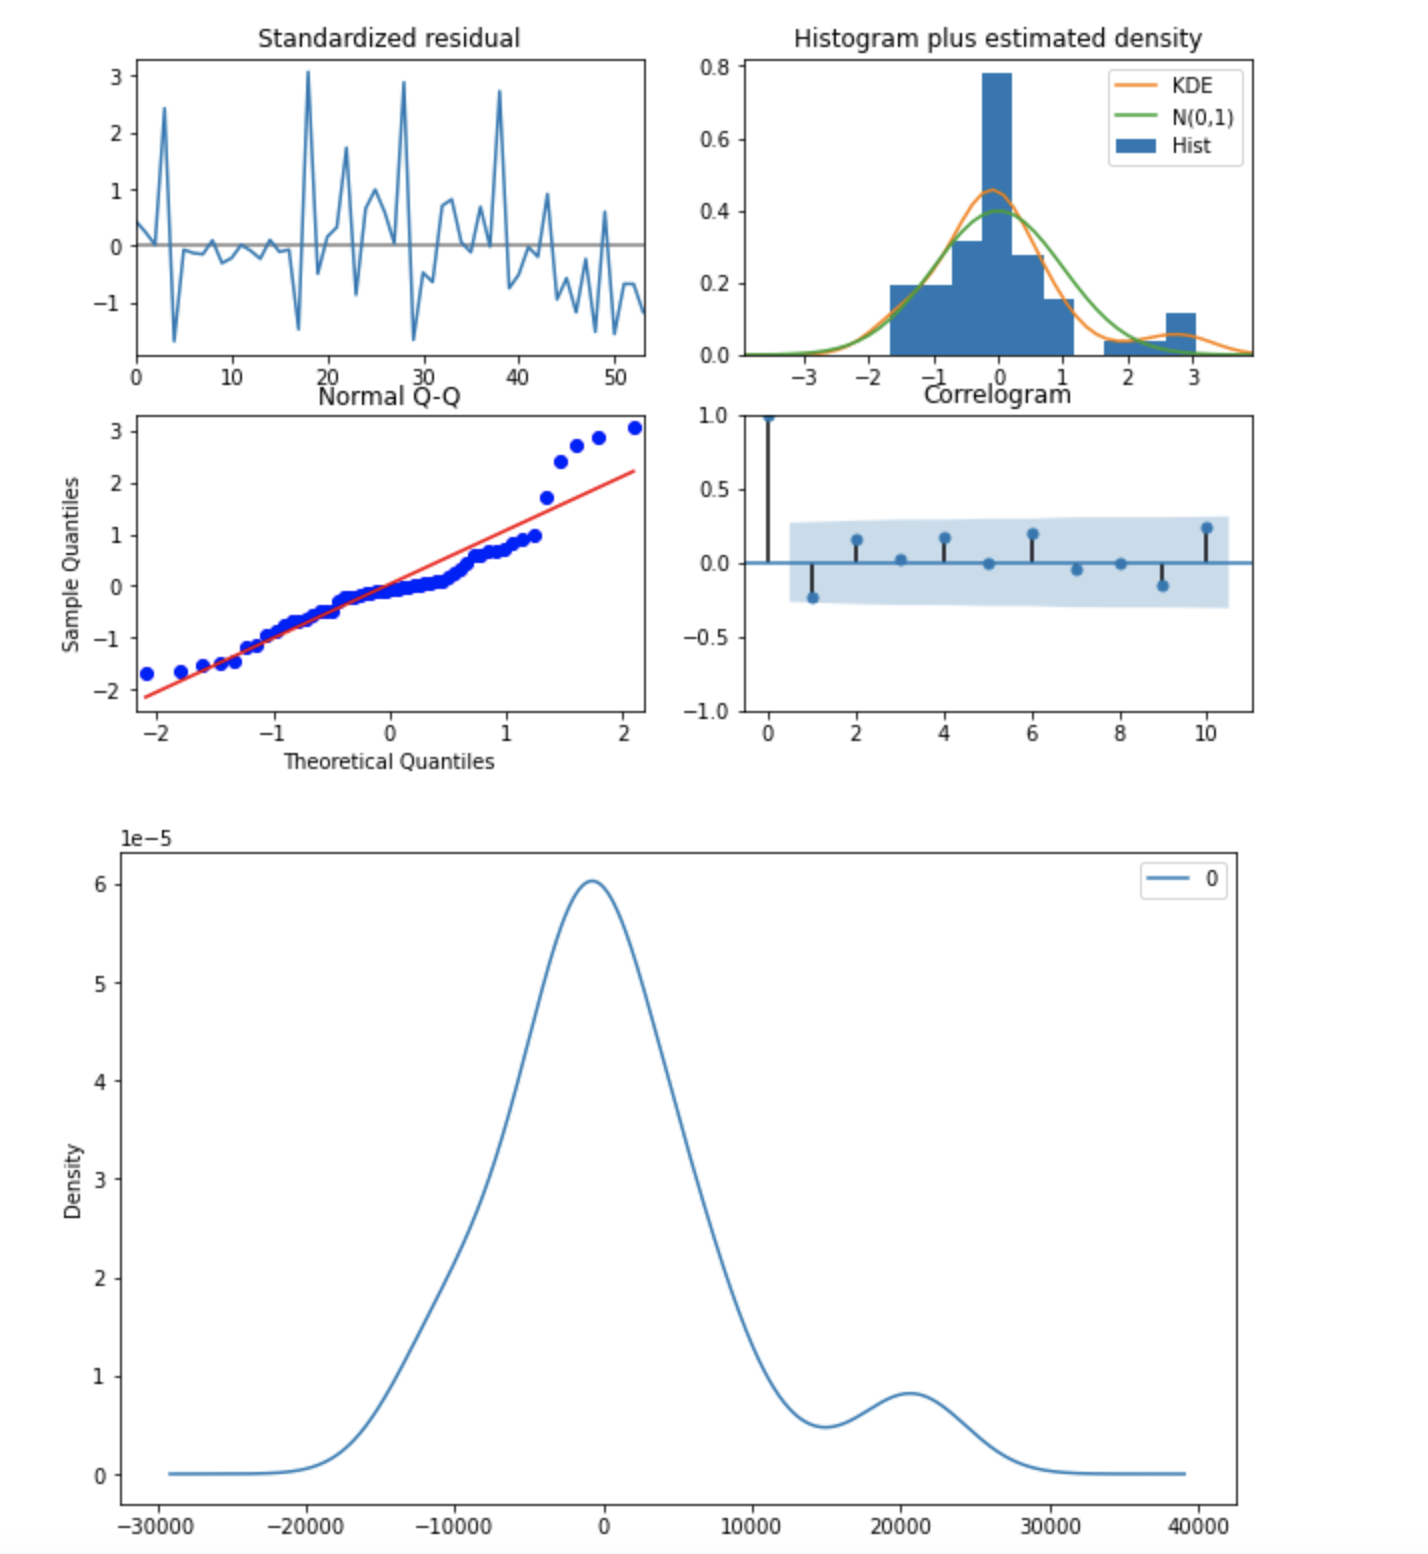 Standardized residual
3
2
1
0
−1
0 10 20 30 40 50
Histogram plus estimated density
0.8
0.6
0.4
0.2
0.0
−3 −2 −1 0 1 2 3
KDE
N(0,1)
Hist
Normal Q-Q
Sample Quantiles
3
2
1
0
−1
−2
−2 −1 0 1 2
Theoretical Quantiles
Correlogram
1.0
0.5
0.0
−0.5
−1.0
0 2 4 6 8 10
1e−5
0
Density
6
5
4
3
2
1
0
−30000 −20000 −10000 0 10000 20000 30000 40000